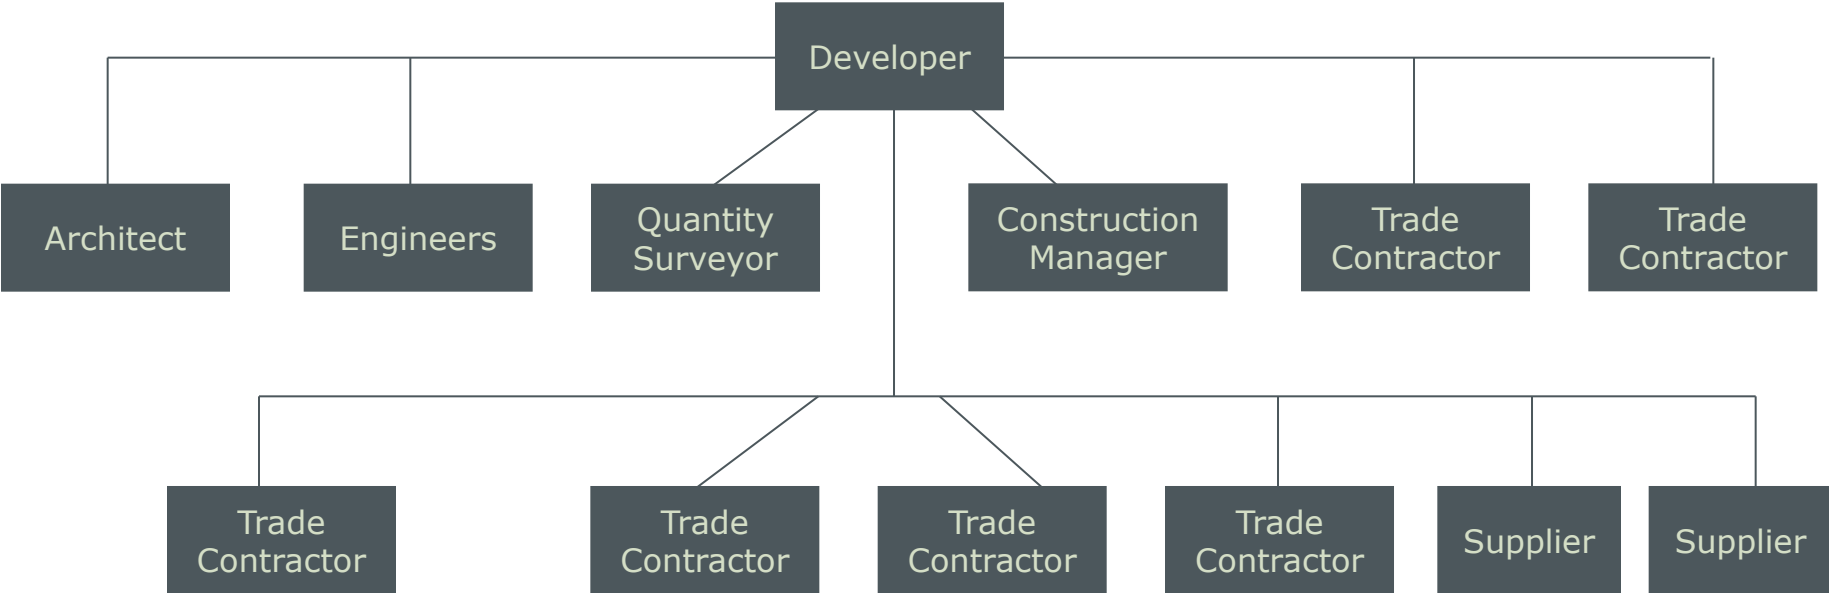 Developer
Architect
Engineers
Quantity
Surveyor
Construction
Manager
Trade
Contractor
Trade
Contractor
Trade
Contractor
Trade
Contractor
Trade
Contractor
Trade
Contractor
Supplier
Supplier